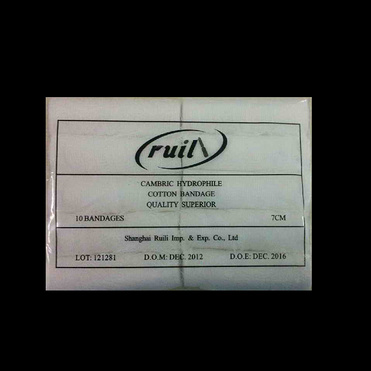 ruili
CAMBRIC HYDROPHILE
COTTON BANDAGE
QUALITY SUPERIOR
10 BANDAGES 7CM
Shanghai Ruili Imp. & Exp. Co., Ltd
LOT: 121281 D.O.M: DEC. 2012 D.O.E: DEC. 2016